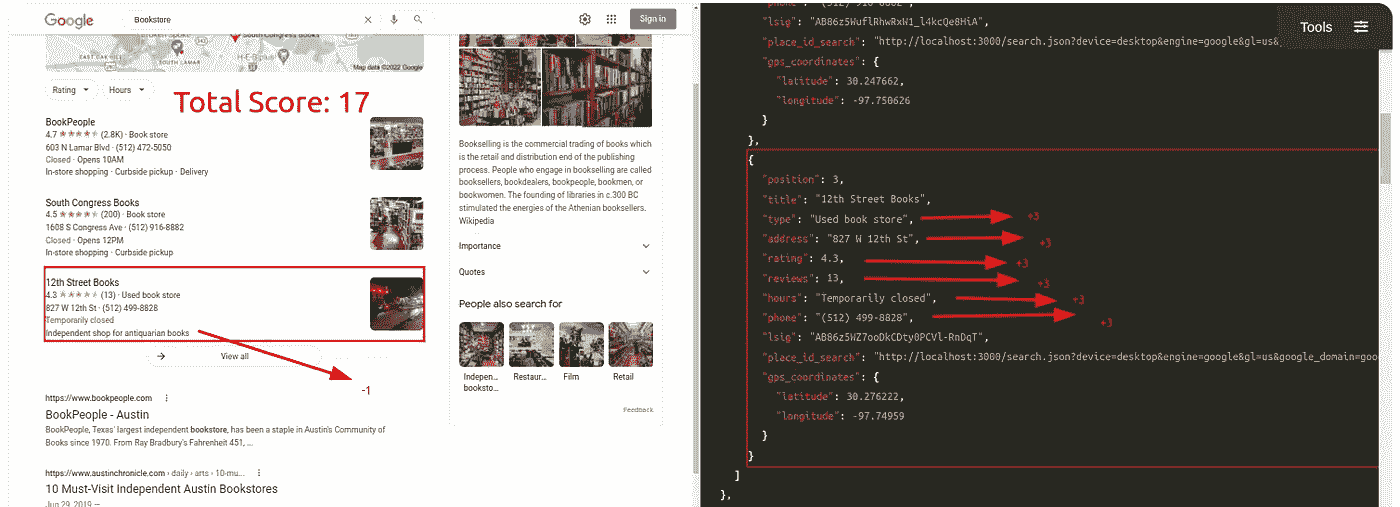 Google
Bookstore
Sign in
South Congress Books
SOUTH LAMAR
Map data ©2022 Google
Rating
Hours
Total Score: 17
BookPeople
4.7 (2.8K) · Book store
603 N Lamar Blvd · (512) 472-5050
Closed · Opens 10AM
In-store shopping · Curbside pickup · Delivery
South Congress Books
4.5 (200) · Book store
1608 S Congress Ave · (512) 916-8882
Closed · Opens 12PM
In-store shopping · Curbside pickup
12th Street Books
4.3 (13) · Used book store
827 W 12th St · (512) 499-8828
Temporarily closed
Independent shop for antiquarian books
View all
-1
https://www.bookpeople.com
BookPeople - Austin
BookPeople, Texas' largest independent bookstore, has been a staple in Austin's Community of
Books since 1970. From Ray Bradbury's Fahrenheit 451, ...
https://www.austinchronicle.com › daily › arts › 10-mu...
10 Must-Visit Independent Austin Bookstores
Jun 29, 2019 —
Bookselling is the commercial trading of books which
is the retail and distribution end of the publishing
process. People who engage in bookselling are called
booksellers, bookdealers, bookpeople, bookmen, or
bookwomen. The founding of libraries in c.300 BC
stimulated the energies of the Athenian booksellers.
Wikipedia
Importance
Quotes
People also search for
Indepen...
booksto...
Restaur...
Film
Retail
Feedback
Tools
"lsig": "AB86z5WuflRhwRxW1_l4kcQe8HiA",
"place_id_search": "http://localhost:3000/search.json?device=desktop&engine=google&gl=us&
"gps_coordinates": {
"latitude": 30.247662,
"longitude": -97.750626
}
},
{
"position": 3,
"title": "12th Street Books",
"type": "Used book store", +3
"address": "827 W 12th St", +3
"rating": 4.3, +3
"reviews": 13, +3
"hours": "Temporarily closed", +3
"phone": "(512) 499-8828", +3
"lsig": "AB86z5WZ7ooDkCDty0PCVl-RnDqT",
"place_id_search": "http://localhost:3000/search.json?device=desktop&engine=google&gl=us&google_domain=goo
"gps_coordinates": {
"latitude": 30.276222,
"longitude": -97.74959
}
}
]
},